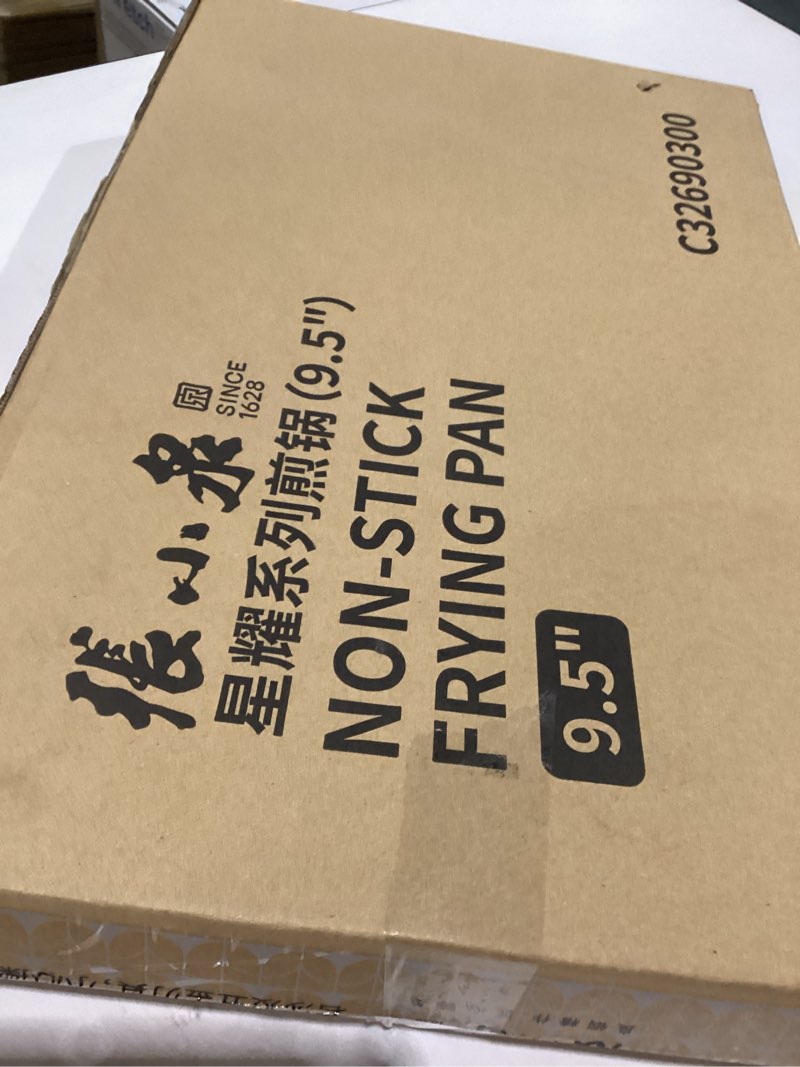 張小泉
泉
SINCE
1628
星耀系列煎锅(9.5")
NON-STICK
FRYING PAN
9.5"
C32690300